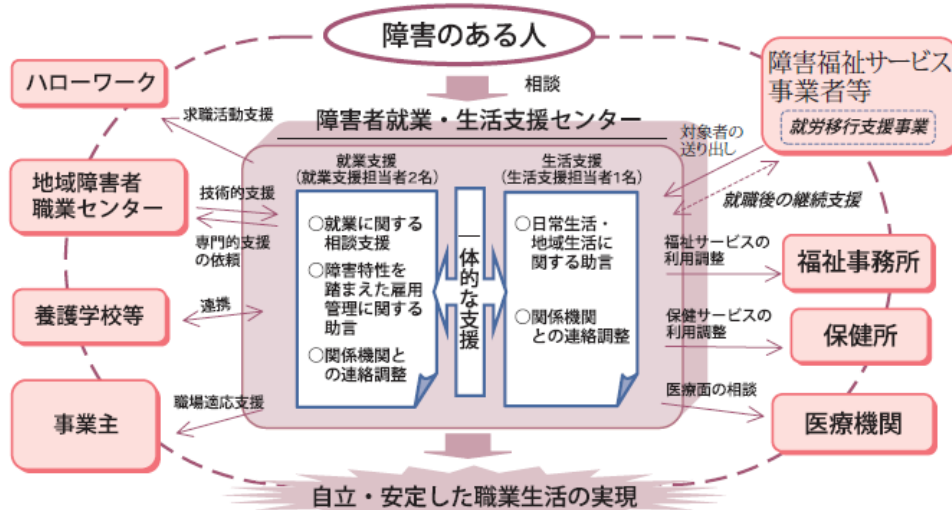 障害のある人
相談
ハローワーク
求職活動支援
地域障害者
職業センター
技術的支援
専門的支援
の依頼
養護学校等
連携
事業主
職場適応支援
障害者就業・生活支援センター
就業支援
(就業支援担当者2名)
○就業に関する
相談支援
○障害特性を
踏まえた雇用
管理に関する
助言
○関係機関と
の連絡調整
一体的な支援
生活支援
(生活支援担当者1名)
○日常生活・
地域生活に
関する助言
○関係機関
との連絡調整
障害福祉サービス
事業者等
就労移行支援事業
対象者の
送り出し
就職後の継続支援
福祉サービスの
利用調整
福祉事務所
保健サービスの
利用調整
保健所
医療面の相談
医療機関
自立・安定した職業生活の実現